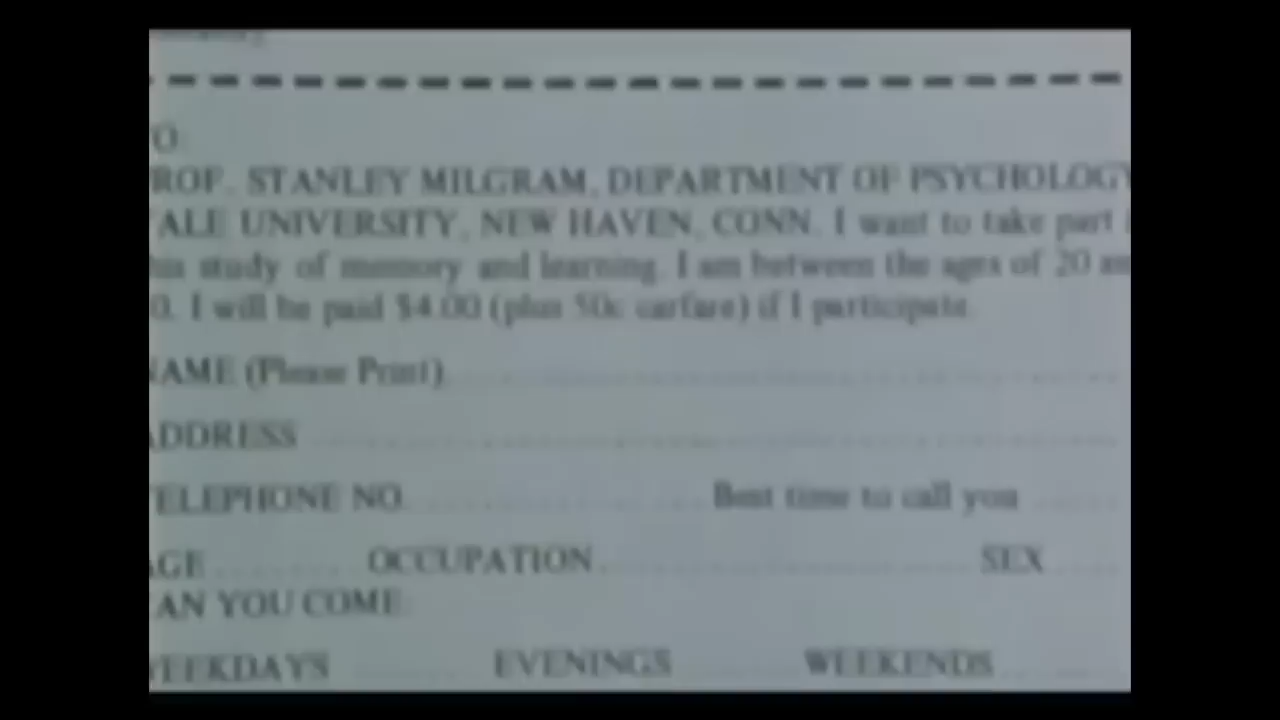 O:
ROF. STANLEY MILGRAM, DEPARTMENT OF PSYCHOLOGY
ALE UNIVERSITY, NEW HAVEN, CONN. I want to take part
his study of memory and learning. I am between the ages of 20 an
0. I will be paid $4.00 (plus 50c carfare) if I participate.
NAME (Please Print)
ADDRESS
TELEPHONE NO. Best time to call you
AGE OCCUPATION SEX
AN YOU COME:
WEEKDAYS EVENINGS WEEKENDS